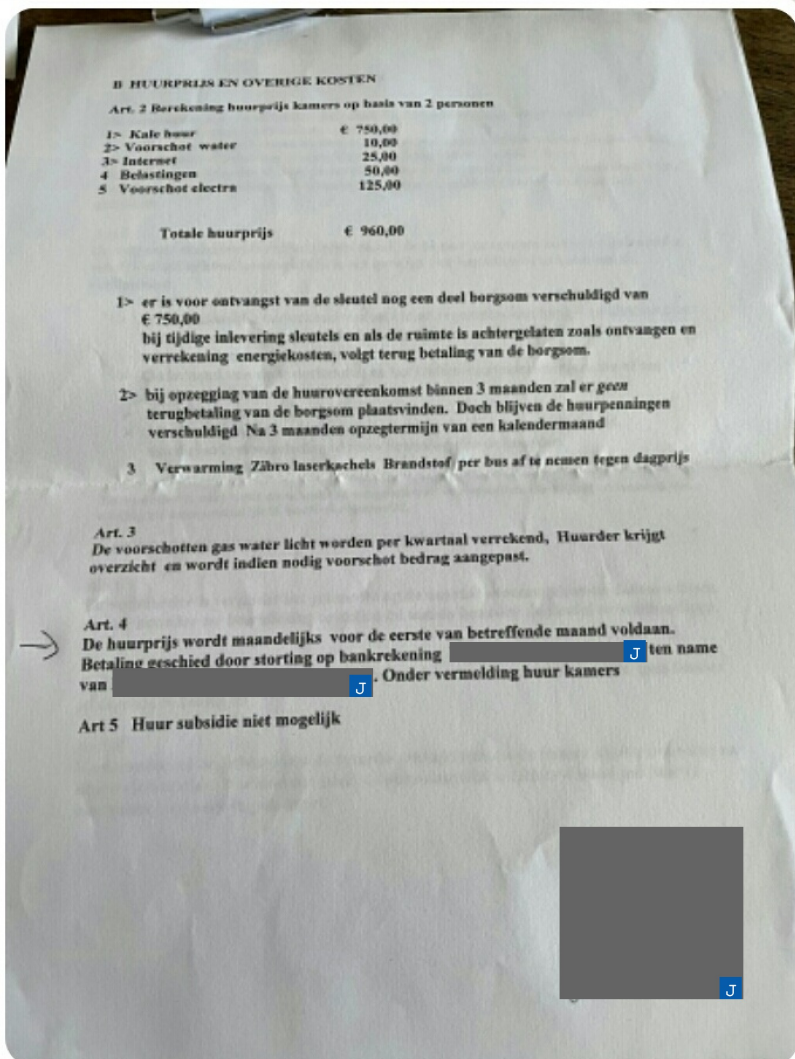 B HUURPRIJS EN OVERIGE KOSTEN
Art. 2 Berekening huurprijs kamers op basis van 2 personen
1> Kale huur € 750,00
2> Voorschot water 10,00
3> Internet 25,00
4 Belastingen 50,00
5 Voorschot electra 125,00
Totale huurprijs € 960,00
1> er is voor ontvangst van de sleutel nog een deel borgsom verschuldigd van
€ 750,00
bij tijdige inlevering sleutels en als de ruimte is achtergelaten zoals ontvangen en
verrekening energiekosten, volgt terug betaling van de borgsom.
2> bij opzegging van de huurovereenkomst binnen 3 maanden zal er geen
terugbetaling van de borgsom plaatsvinden. Doch blijven de huurpenningen
verschuldigd Na 3 maanden opzegtermijn van een kalendermaand
3 Verwarming Zibro laserkachels Brandstof per bus af te nemen tegen dagprijs
Art. 3
De voorschotten gas water licht worden per kwartaal verrekend, Huurder krijgt
overzicht en wordt indien nodig voorschot bedrag aangepast.
Art. 4
De huurprijs wordt maandelijks voor de eerste van betreffende maand voldaan.
Betaling geschied door storting op bankrekening J ten name
van J . Onder vermelding huur kamers
Art 5 Huur subsidie niet mogelijk
J